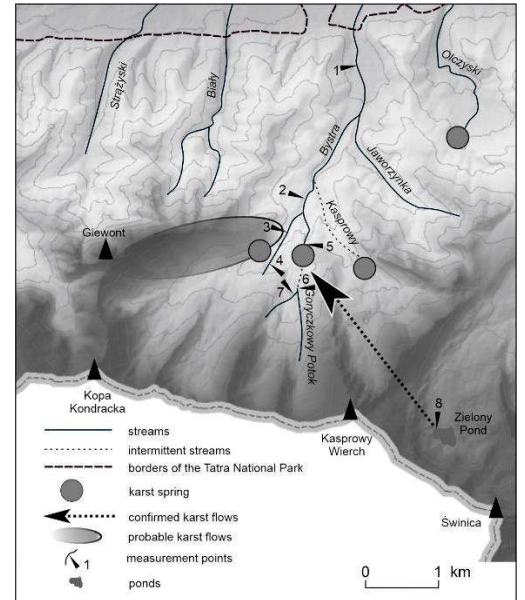 Strążyski
Biały
1
Olczyski
Bystra
Jaworzynka
2
Kasprowy
Giewont
3
5
4
6
7
Goryczkowy Potok
8
Zielony
Pond
Kopa
Kondracka
Kasprowy
Wierch
Świnica
streams
intermittent streams
borders of the Tatra National Park
karst spring
confirmed karst flows
probable karst flows
1
measurement points
ponds
0 1 km